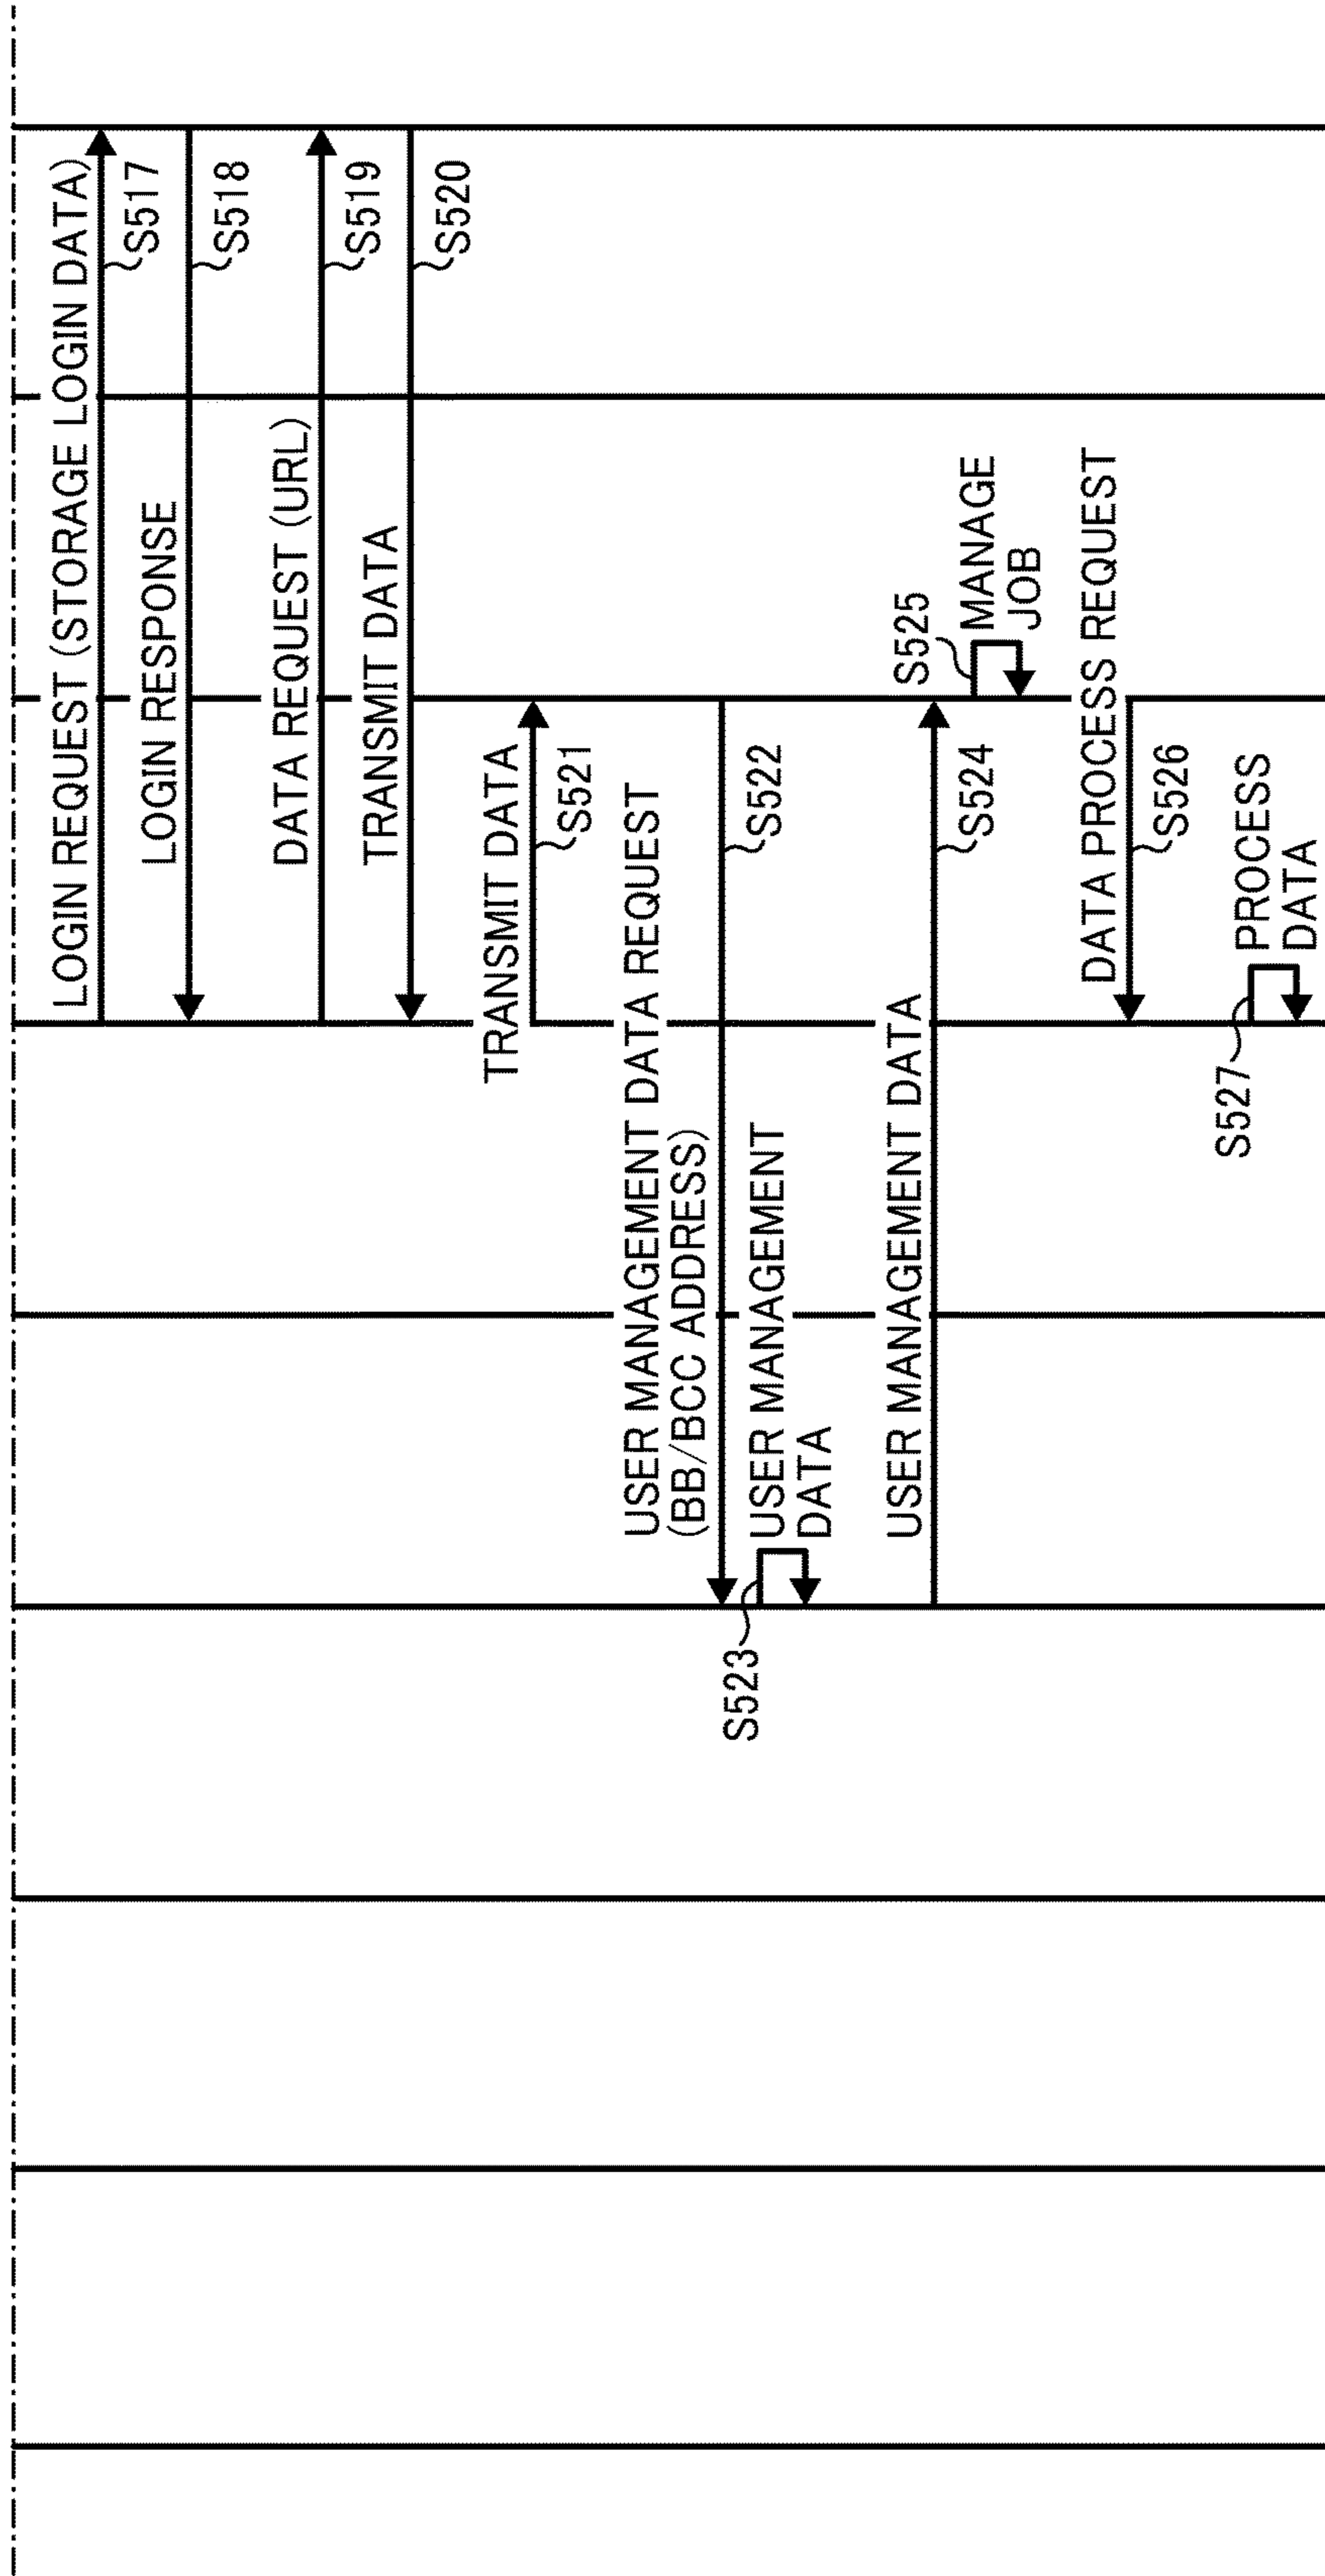 LOGIN REQUEST (STORAGE LOGIN DATA)
S517
LOGIN RESPONSE
S518
DATA REQUEST (URL)
S519
TRANSMIT DATA
S520
TRANSMIT DATA
S521
USER MANAGEMENT DATA REQUEST
(BB/BCC ADDRESS)
S522
S523
USER MANAGEMENT
DATA
USER MANAGEMENT DATA
S524
S525
MANAGE
JOB
DATA PROCESS REQUEST
S526
S527
PROCESS
DATA